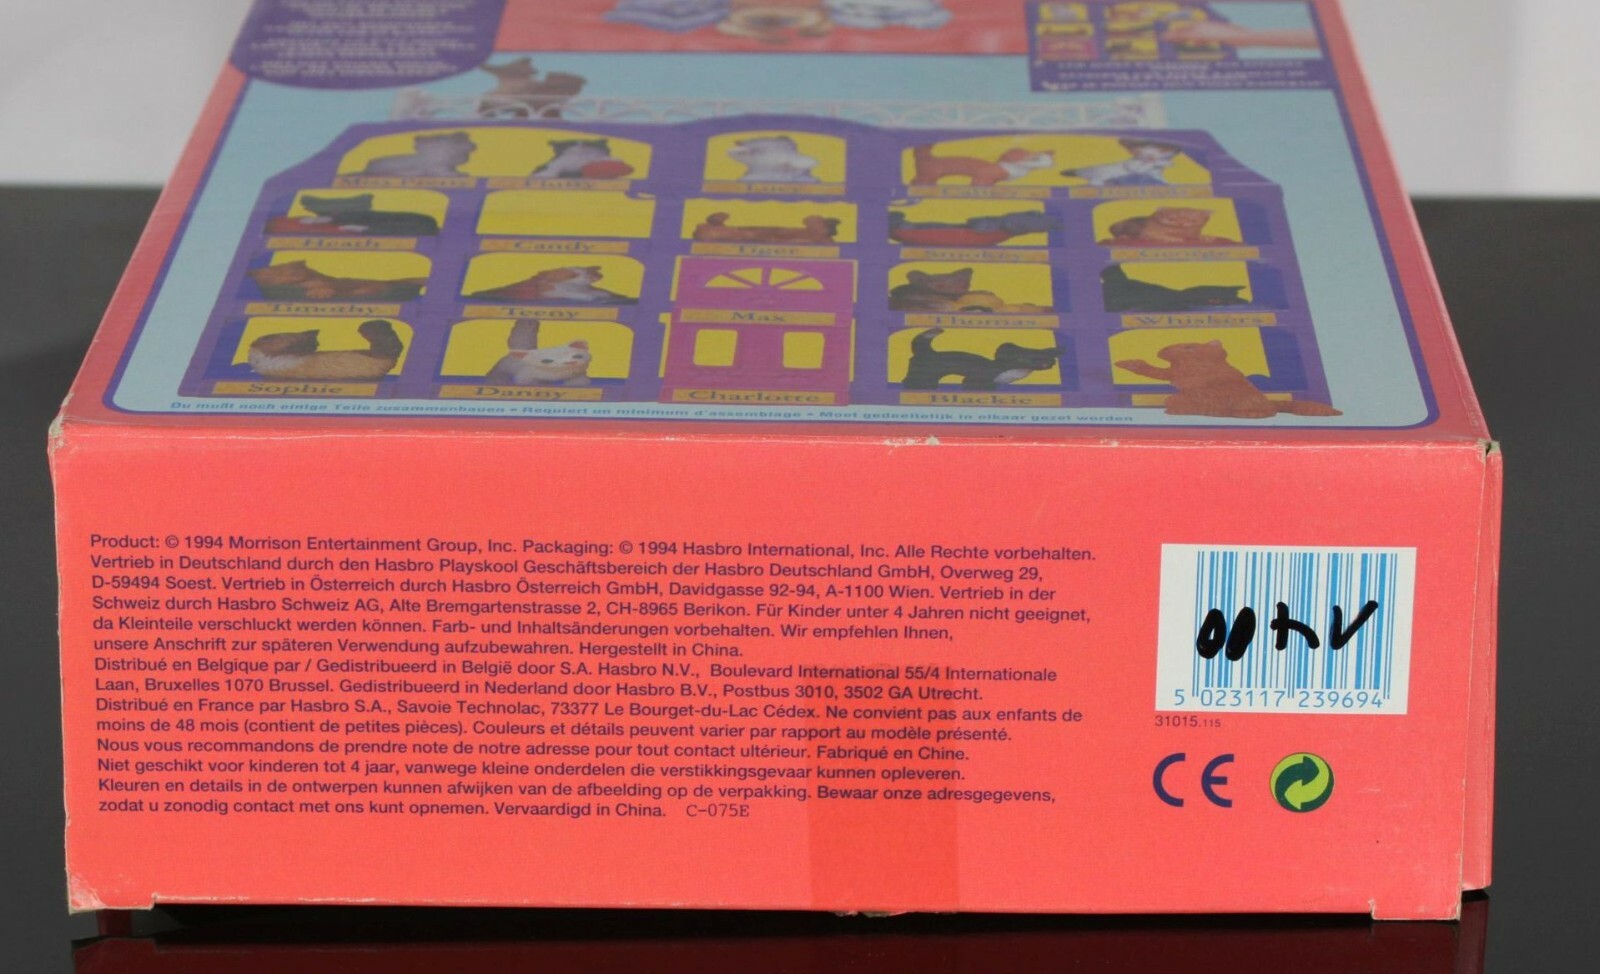 Fluffy
Lucy
Heath
Candy
Tiger
Smokey
George
Timothy
Teeny
Max
Thomas
Whiskers
Sophie
Danny
Charlotte
Blackie
Du mußt noch einige Teile zusammenbauen • Requiert un minimum d'assemblage • Moet gedeeltelijk in elkaar gezet worden
Product: © 1994 Morrison Entertainment Group, Inc. Packaging: © 1994 Hasbro International, Inc. Alle Rechte vorbehalten.
Vertrieb in Deutschland durch den Hasbro Playskool Geschäftsbereich der Hasbro Deutschland GmbH, Overweg 29,
D-59494 Soest. Vertrieb in Österreich durch Hasbro Österreich GmbH, Davidgasse 92-94, A-1100 Wien. Vertrieb in der
Schweiz durch Hasbro Schweiz AG, Alte Bremgartenstrasse 2, CH-8965 Berikon. Für Kinder unter 4 Jahren nicht geeignet,
da Kleinteile verschluckt werden können. Farb- und Inhaltsänderungen vorbehalten. Wir empfehlen Ihnen,
unsere Anschrift zur späteren Verwendung aufzubewahren. Hergestellt in China.
Distribué en Belgique par / Gedistribueerd in België door S.A. Hasbro N.V., Boulevard International 55/4 Internationale
Laan, Bruxelles 1070 Brussel. Gedistribueerd in Nederland door Hasbro B.V., Postbus 3010, 3502 GA Utrecht.
Distribué en France par Hasbro S.A., Savoie Technolac, 73377 Le Bourget-du-Lac Cédex. Ne convient pas aux enfants de
moins de 48 mois (contient de petites pièces). Couleurs et détails peuvent varier par rapport au modèle présenté.
Nous vous recommandons de prendre note de notre adresse pour tout contact ultérieur. Fabriqué en Chine.
Niet geschikt voor kinderen tot 4 jaar, vanwege kleine onderdelen die verstikkingsgevaar kunnen opleveren.
Kleuren en details in de ontwerpen kunnen afwijken van de afbeelding op de verpakking. Bewaar onze adresgegevens,
zodat u zonodig contact met ons kunt opnemen. Vervaardigd in China. C-075E
5 023117 239694
31015.115
CE